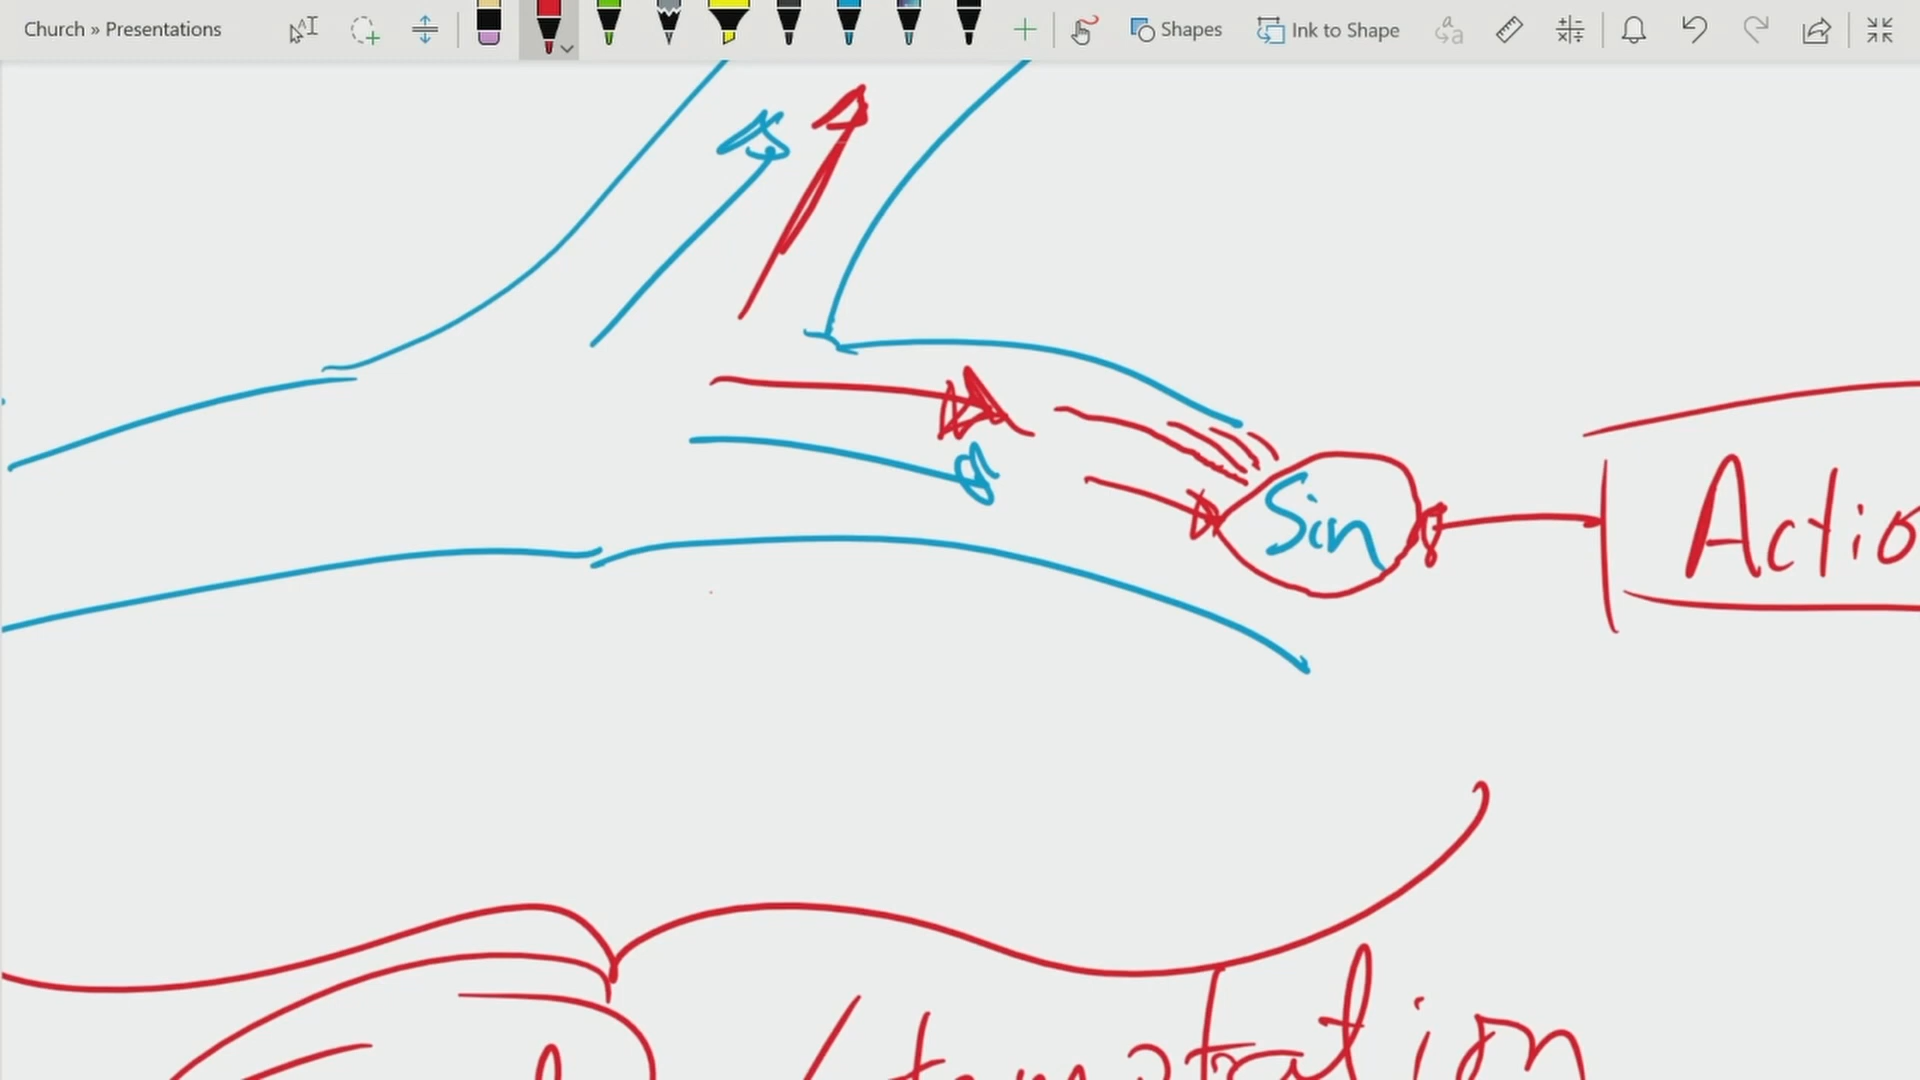 Church » Presentations
Shapes
Ink to Shape
Sin
Actio
/temptation